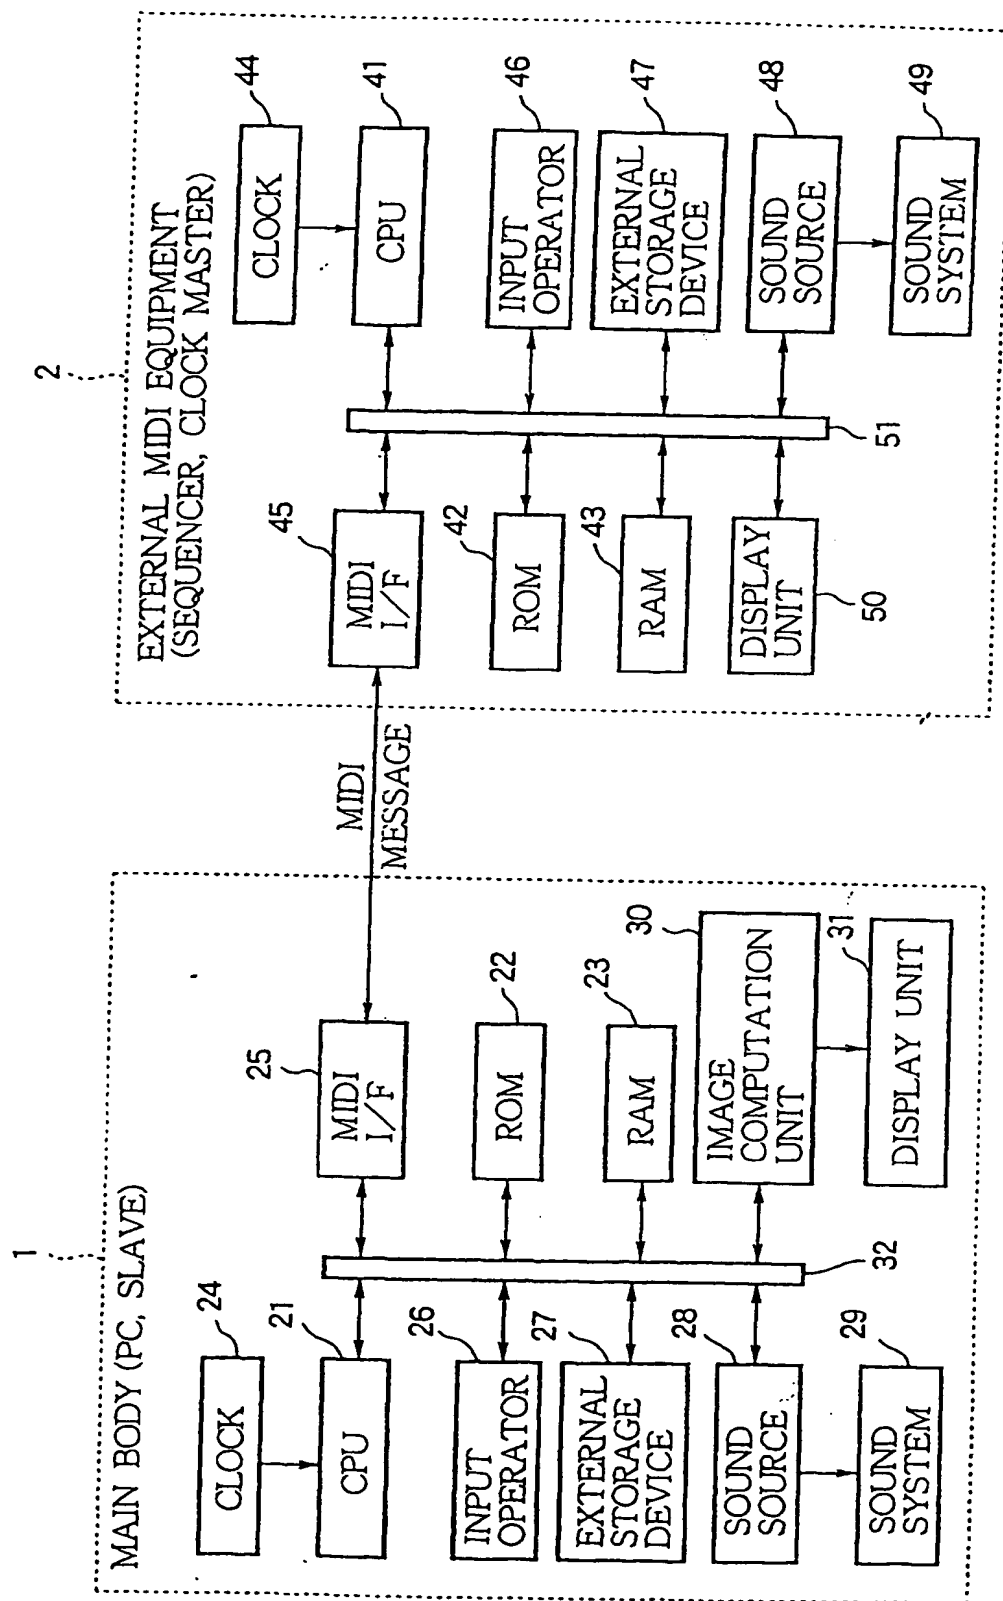 1
MAIN BODY (PC, SLAVE)
24
CLOCK
21
CPU
26
INPUT
OPERATOR
27
EXTERNAL
STORAGE
DEVICE
28
SOUND
SOURCE
29
SOUND
SYSTEM
25
MIDI
I/F
22
ROM
23
RAM
30
IMAGE
COMPUTATION
UNIT
31
DISPLAY UNIT
32
MIDI
MESSAGE
2
EXTERNAL MIDI EQUIPMENT
(SEQUENCER, CLOCK MASTER)
45
MIDI
I/F
42
ROM
43
RAM
DISPLAY
UNIT
50
51
44
CLOCK
41
CPU
46
INPUT
OPERATOR
47
EXTERNAL
STORAGE
DEVICE
48
SOUND
SOURCE
49
SOUND
SYSTEM